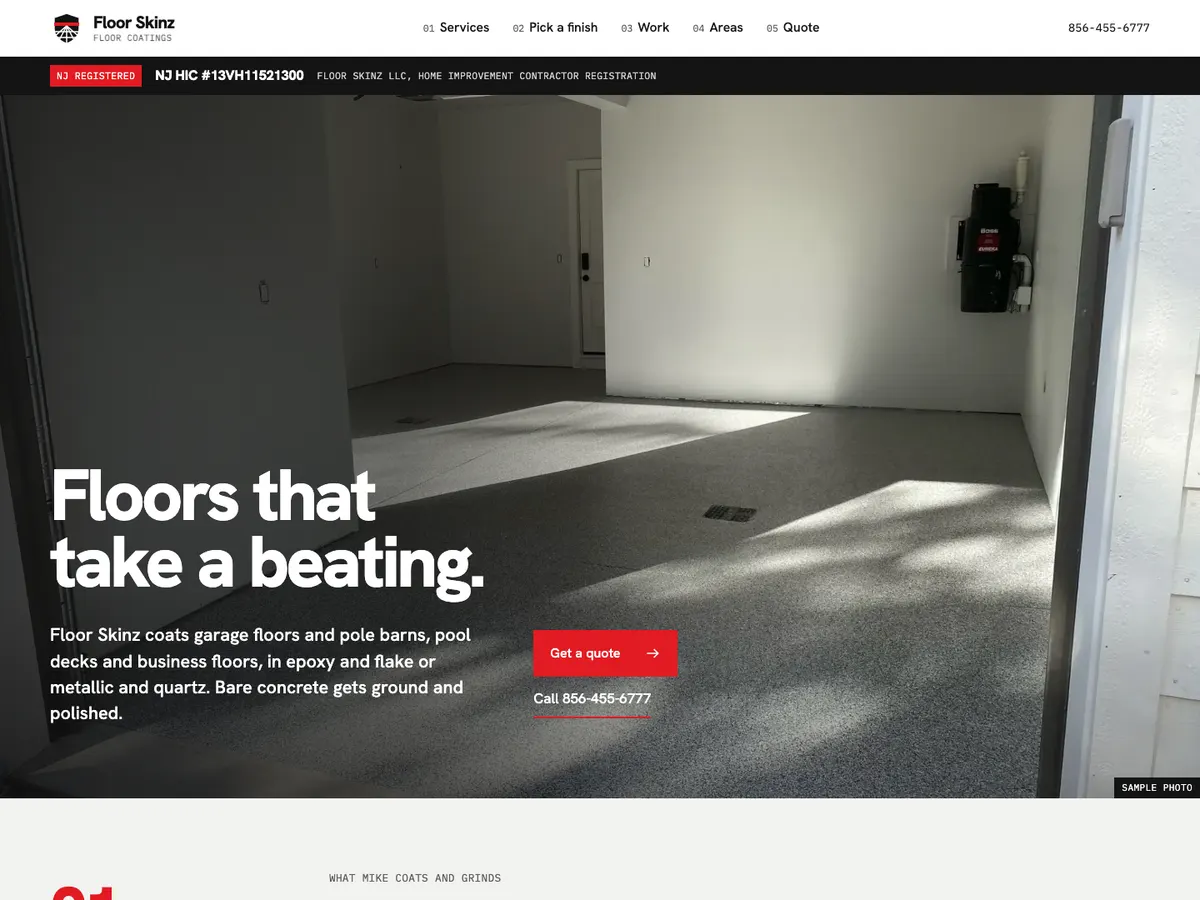 Floor Skinz
FLOOR COATINGS
01 Services
02 Pick a finish
03 Work
04 Areas
05 Quote
856-455-6777
NJ REGISTERED
NJ HIC #13VH11521300
FLOOR SKINZ LLC, HOME IMPROVEMENT CONTRACTOR REGISTRATION
Floors that
take a beating.
Floor Skinz coats garage floors and pole barns, pool
decks and business floors, in epoxy and flake or
metallic and quartz. Bare concrete gets ground and
polished.
Get a quote →
Call 856-455-6777
SAMPLE PHOTO
WHAT MIKE COATS AND GRINDS